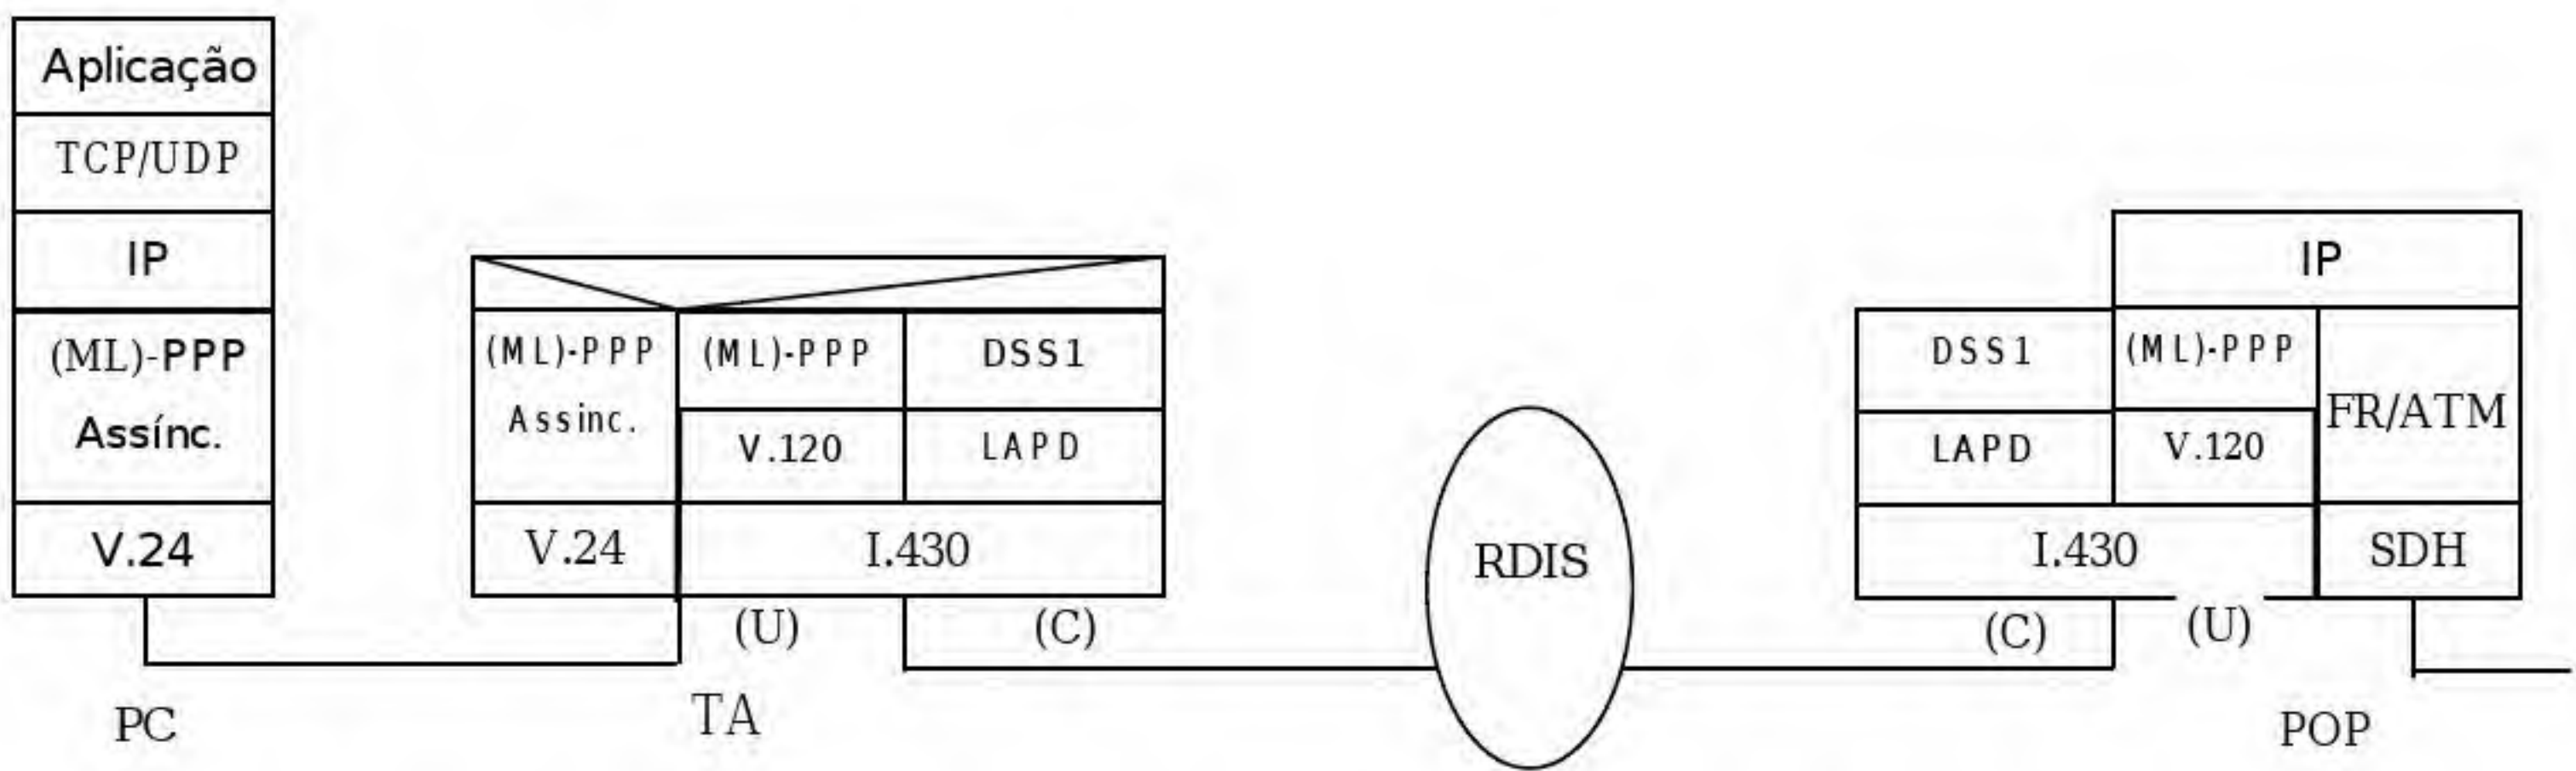 Aplicação
TCP/UDP
IP
(ML)-PPP
Assínc.
V.24
PC
(ML)-PPP
Assinc.
V.24
(ML)-PPP
V.120
DSS1
LAPD
I.430
(U)
(C)
TA
RDIS
IP
DSS1
LAPD
(ML)-PPP
V.120
FR/ATM
I.430
SDH
(C)
(U)
POP